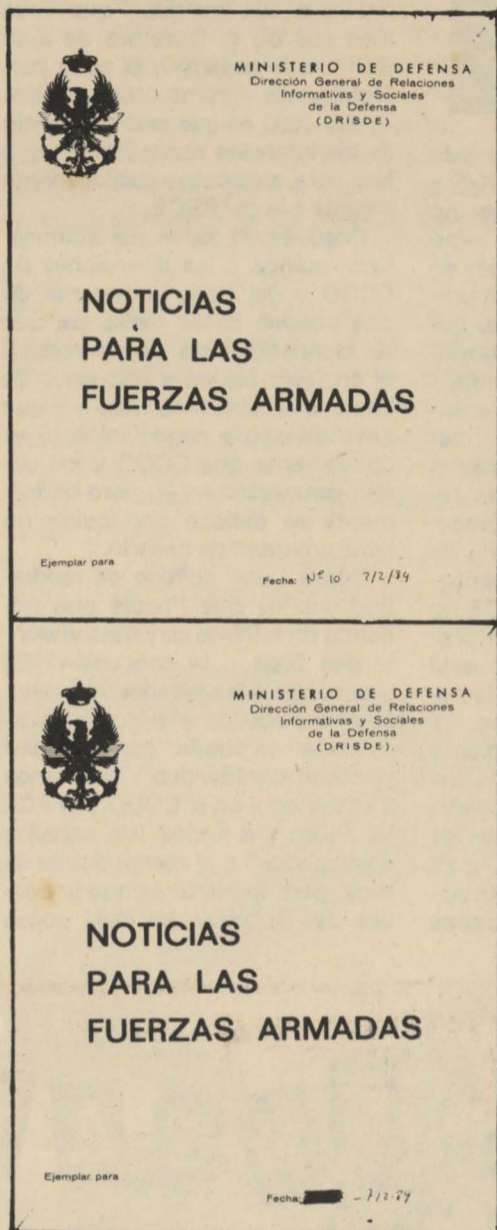 MINISTERIO DE DEFENSA
Dirección General de Relaciones
Informativas y Sociales
de la Defensa
(DRISDE)
NOTICIAS
PARA LAS
FUERZAS ARMADAS
Ejemplar para
Fecha: Nº 10 7/2/84
MINISTERIO DE DEFENSA
Dirección General de Relaciones
Informativas y Sociales
de la Defensa
(DRISDE).
NOTICIAS
PARA LAS
FUERZAS ARMADAS
Ejemplar para
Fecha: